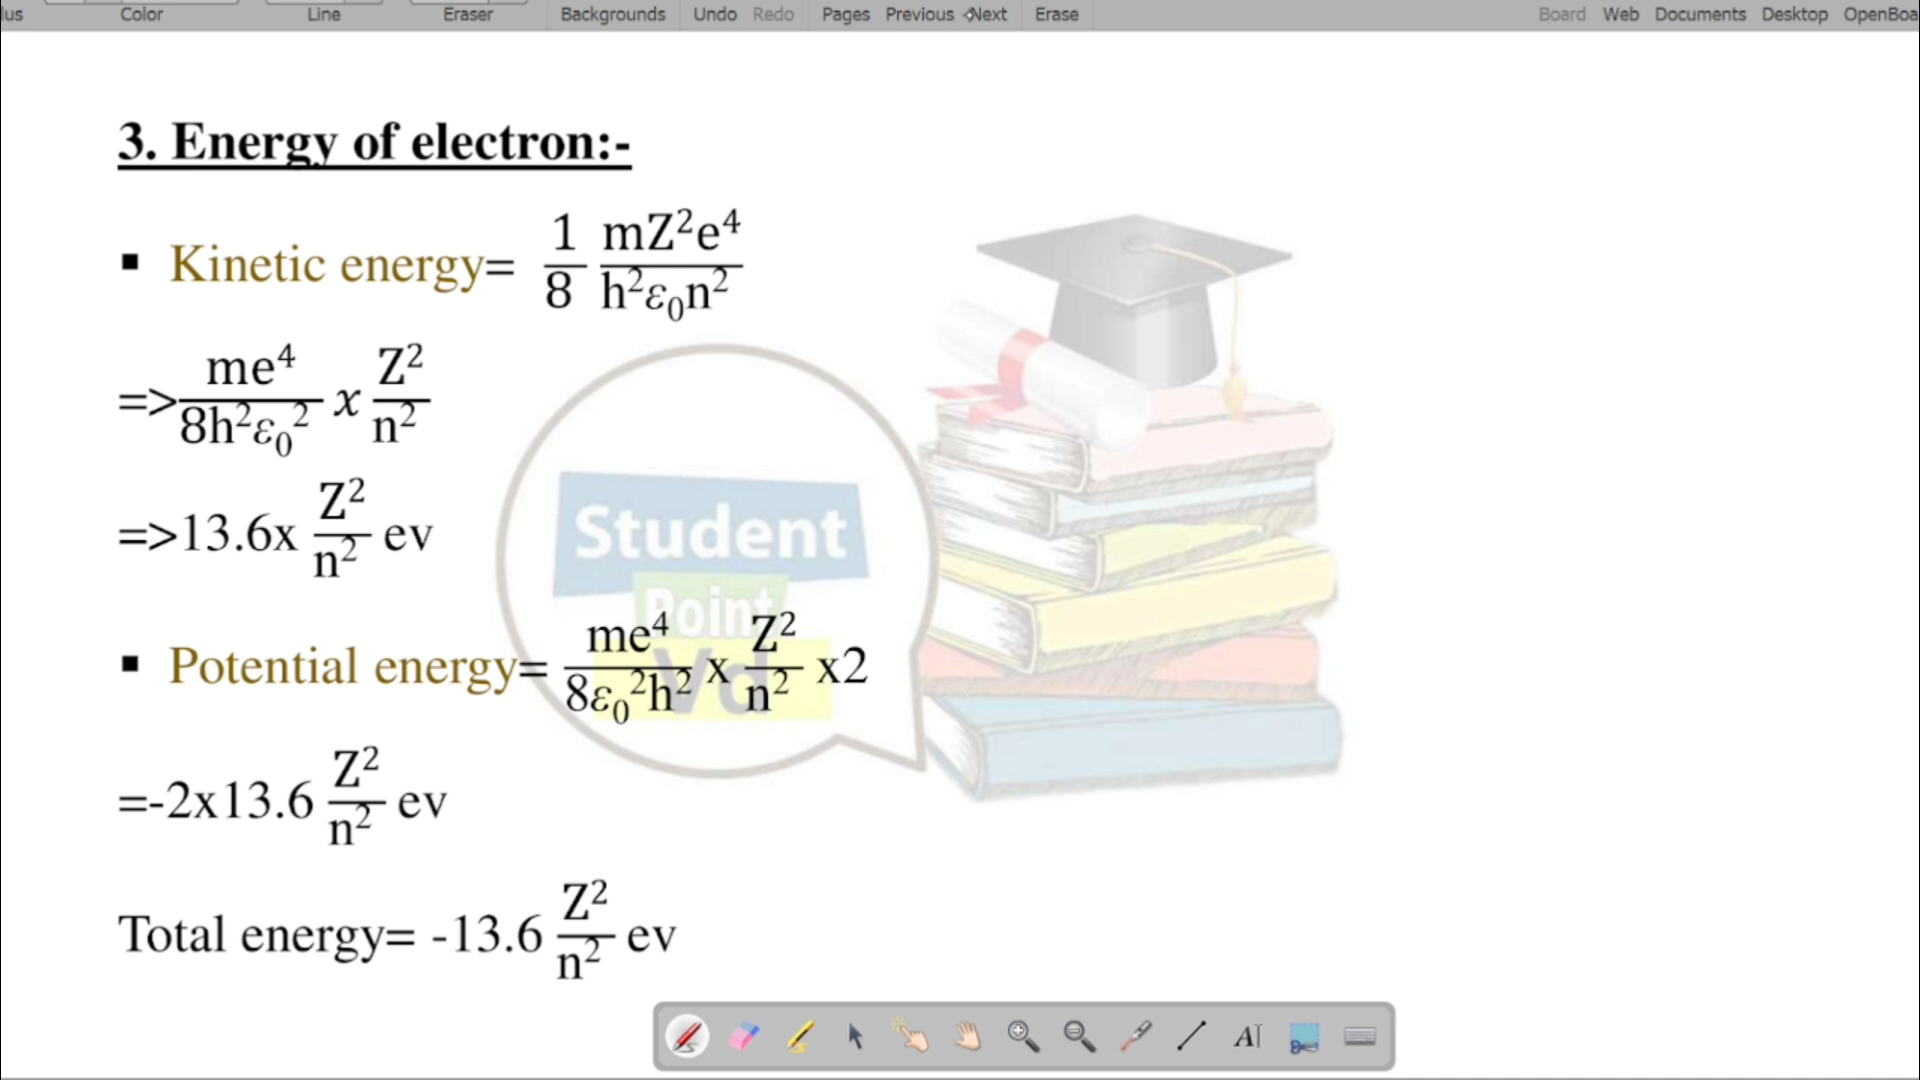 lus Color Line Eraser Backgrounds Undo Redo Pages Previous Next Erase Board Web Documents Desktop OpenBoa
3. Energy of electron:-
▪ Kinetic energy= 1/8 mZ²e⁴/h²ε₀n²
=>me⁴/8h²ε₀² x Z²/n²
=>13.6x Z²/n² ev
Student
Point
Vd
▪ Potential energy= me⁴/8ε₀²h² x Z²/n² x2
=-2x13.6 Z²/n² ev
Total energy= -13.6 Z²/n² ev